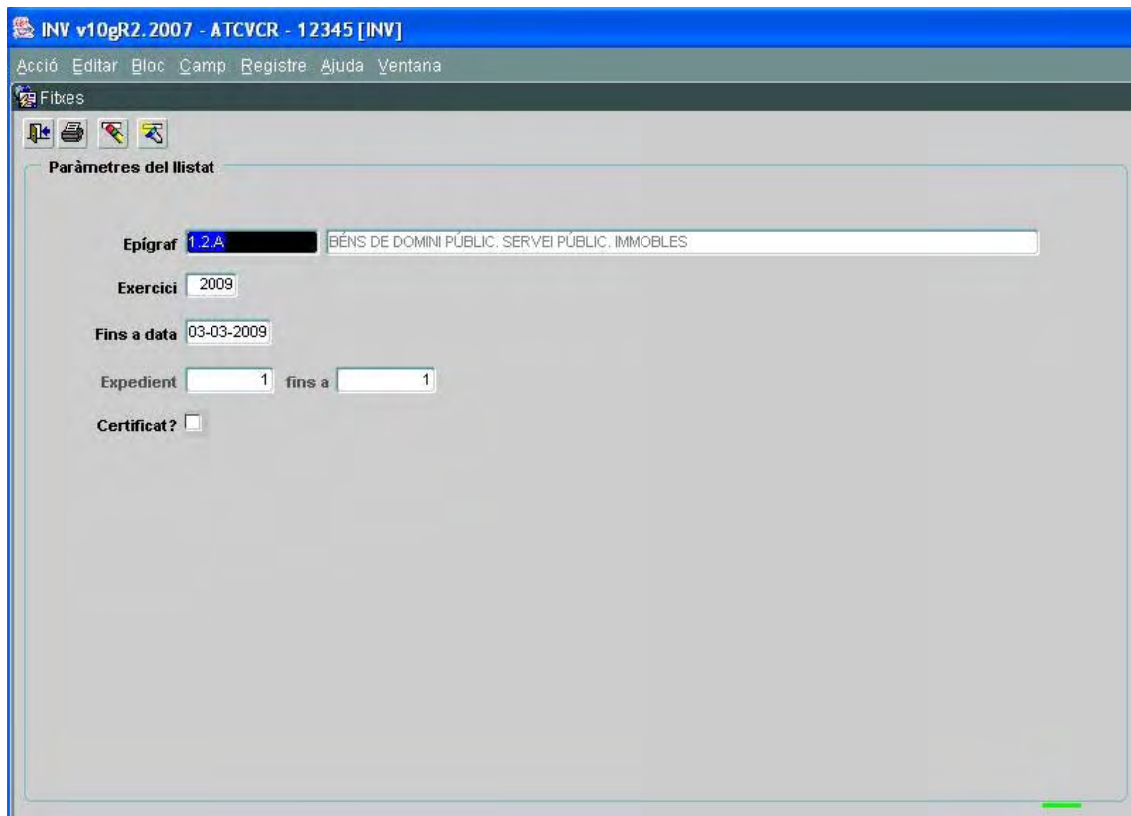 INV v10gR2.2007 - ATCVCR - 12345 [INV]
Acció Editar Bloc Camp Registre Ajuda Ventana
Fitxes
Paràmetres del llistat
Epígraf 1.2.A BÉNS DE DOMINI PÚBLIC. SERVEI PÚBLIC. IMMOBLES
Exercici 2009
Fins a data 03-03-2009
Expedient 1 fins a 1
Certificat?